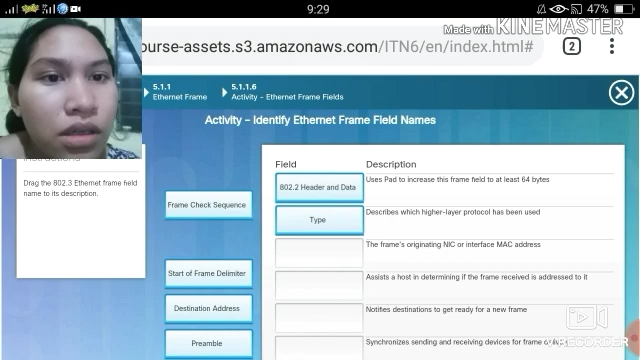 9:29
47%
Made with KINEMASTER
ourse-assets.s3.amazonaws.com/ITN6/en/index.html#
2
5.1.1
Ethernet Frame
5.1.1.6
Activity – Ethernet Frame Fields
Activity – Identify Ethernet Frame Field Names
Instructions
Drag the 802.3 Ethernet frame field
name to its description.
Frame Check Sequence
Start of Frame Delimiter
Destination Address
Preamble
Field
Description
802.2 Header and Data
Uses Pad to increase this frame field to at least 64 bytes
Type
Describes which higher-layer protocol has been used
The frame's originating NIC or interface MAC address
Assists a host in determining if the frame received is addressed to it
Notifies destinations to get ready for a new frame
Synchronizes sending and receiving devices for frame
RECORDER